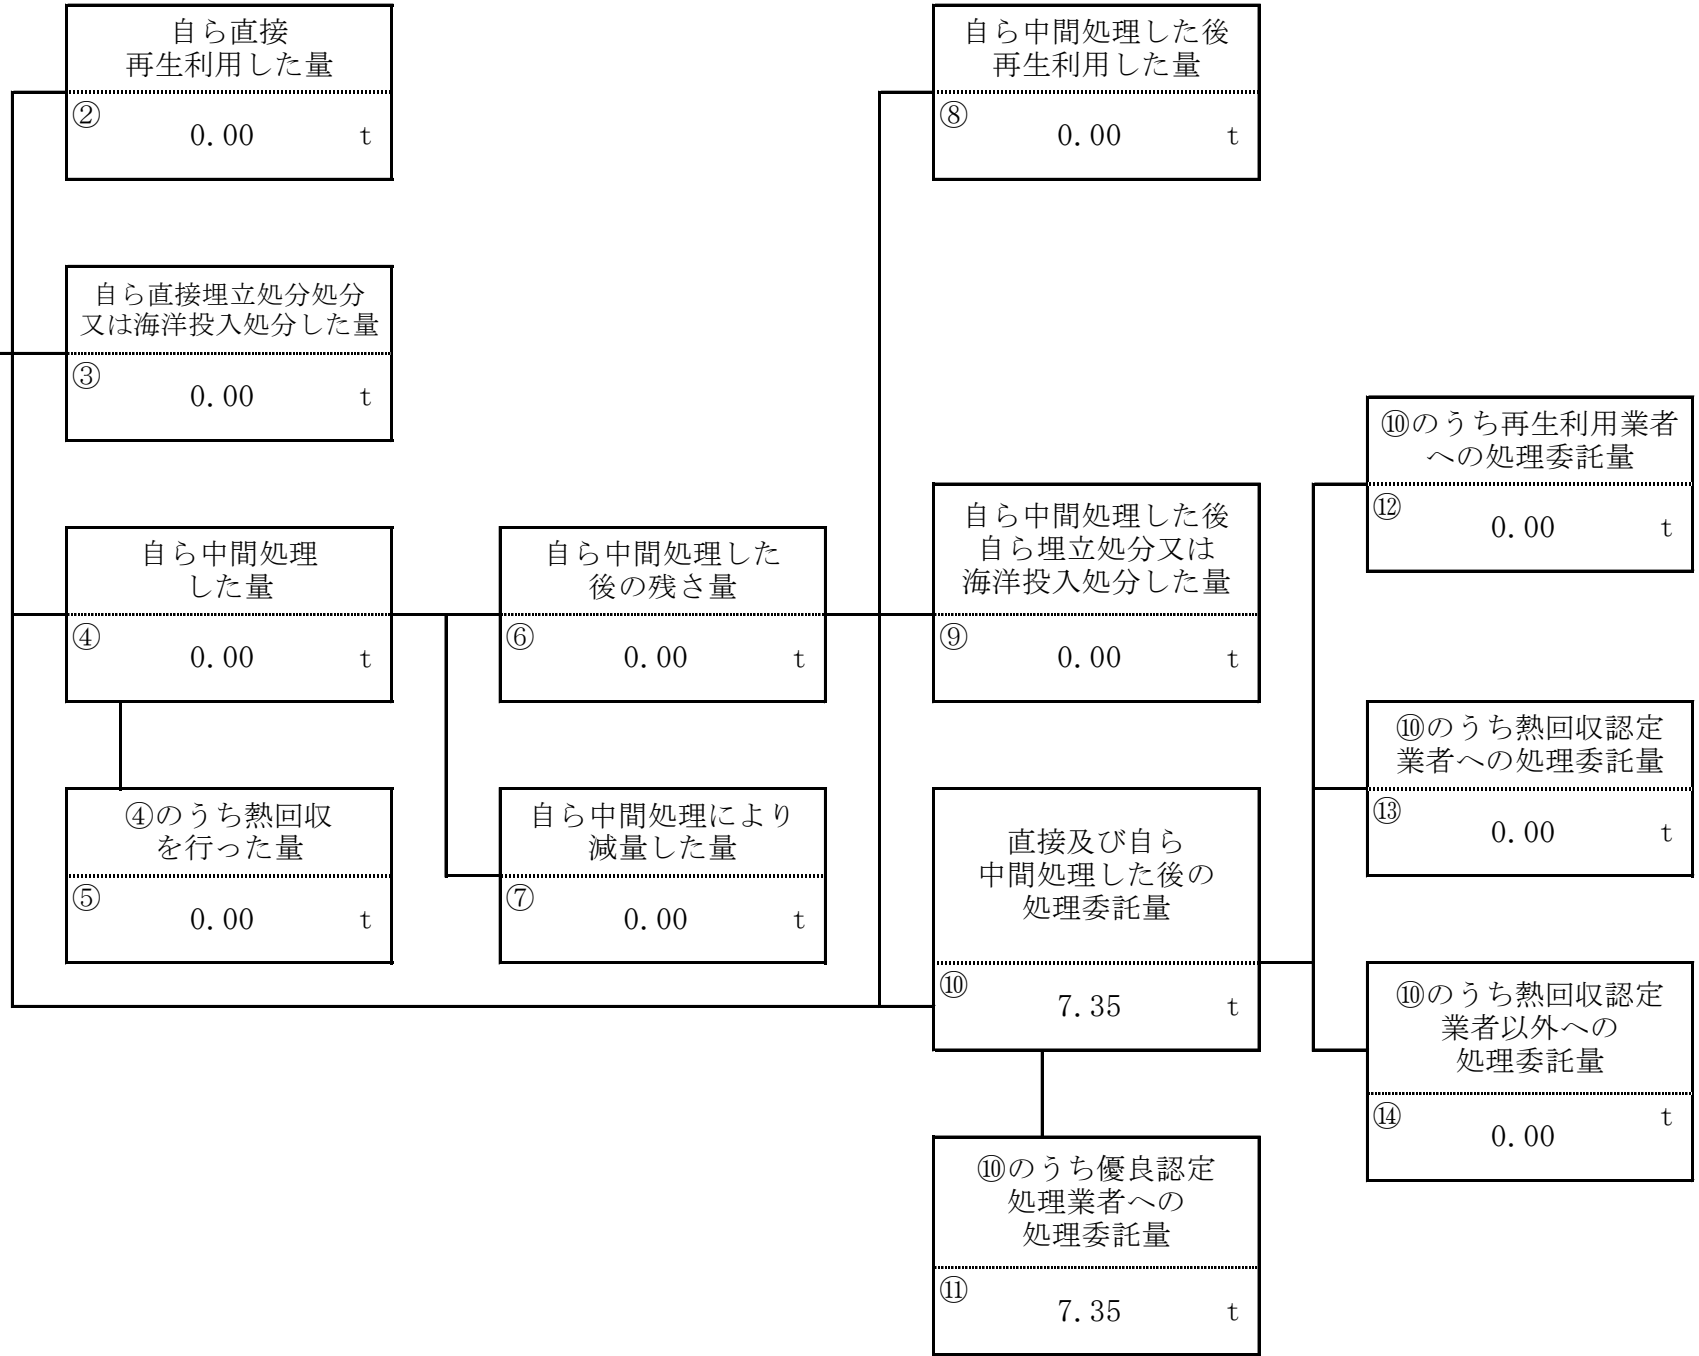 自ら直接
再生利用した量
②
0.00 t
自ら中間処理した後
再生利用した量
⑧
0.00 t
自ら直接埋立処分処分
又は海洋投入処分した量
③
0.00 t
⑩のうち再生利用業者
への処理委託量
⑫
0.00 t
自ら中間処理
した量
④
0.00 t
自ら中間処理した
後の残さ量
⑥
0.00 t
自ら中間処理した後
自ら埋立処分又は
海洋投入処分した量
⑨
0.00 t
⑩のうち熱回収認定
業者への処理委託量
⑬
0.00 t
④のうち熱回収
を行った量
⑤
0.00 t
自ら中間処理により
減量した量
⑦
0.00 t
直接及び自ら
中間処理した後の
処理委託量
⑩
7.35 t
⑩のうち熱回収認定
業者以外への
処理委託量
⑭
0.00 t
⑩のうち優良認定
処理業者への
処理委託量
⑪
7.35 t